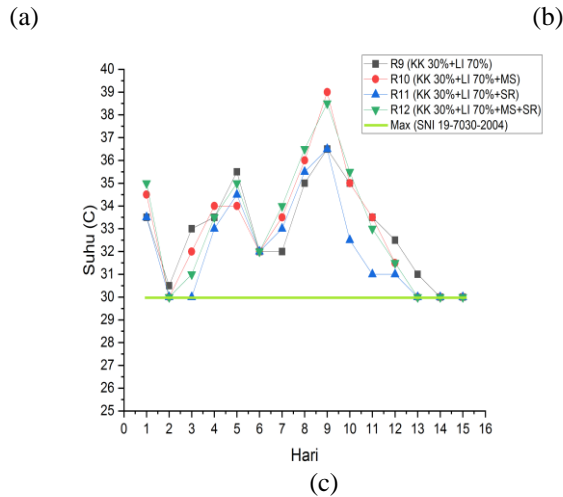 (a) (b)
R9 (KK 30%+LI 70%)
R10 (KK 30%+LI 70%+MS)
R11 (KK 30%+LI 70%+SR)
R12 (KK 30%+LI 70%+MS+SR)
Max (SNI 19-7030-2004)
40
39
38
37
36
35
34
33
32
31
30
29
28
27
26
25
Suhu (C)
0 1 2 3 4 5 6 7 8 9 10 11 12 13 14 15 16
Hari
(c)